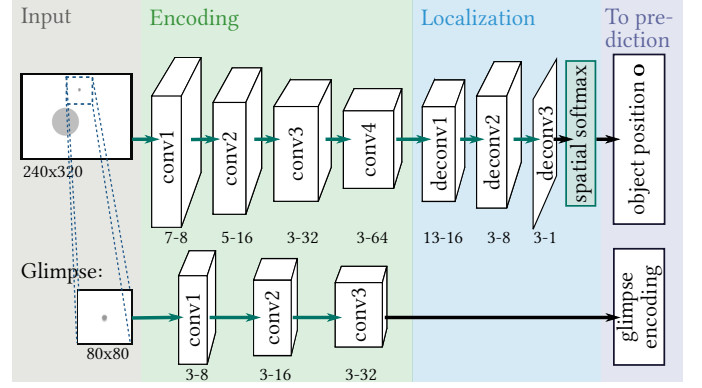 Input
Encoding
Localization
To pre-
diction
conv1
conv2
conv3
conv4
deconv1
deconv2
deconv3
spatial softmax
object position o
240x320
7-8
5-16
3-32
3-64
13-16
3-8
3-1
Glimpse:
conv1
conv2
conv3
glimpse
encoding
80x80
3-8
3-16
3-32